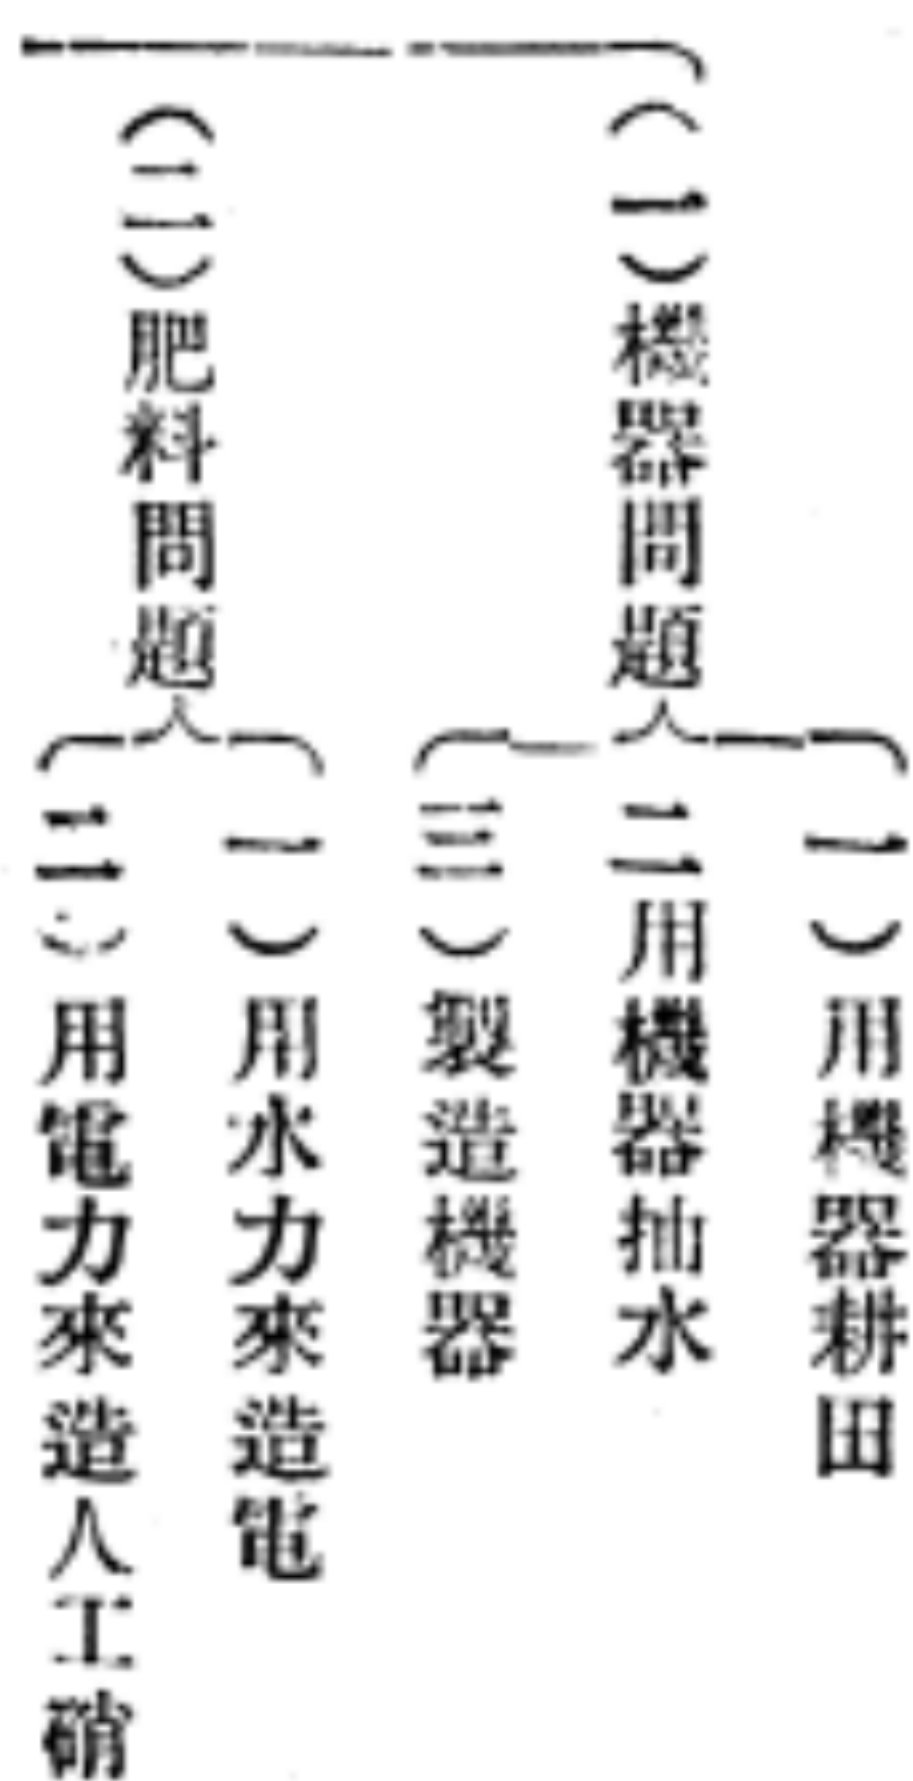 （一）機器問題
一）用機器耕田
二用機器抽水
三）製造機器
（二）肥料問題
一）用水力來造電
二）用電力來造人工硝